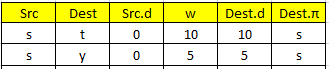 Src Dest Src.d w Dest.d Dest.π
s t 0 10 10 s
s y 0 5 5 s